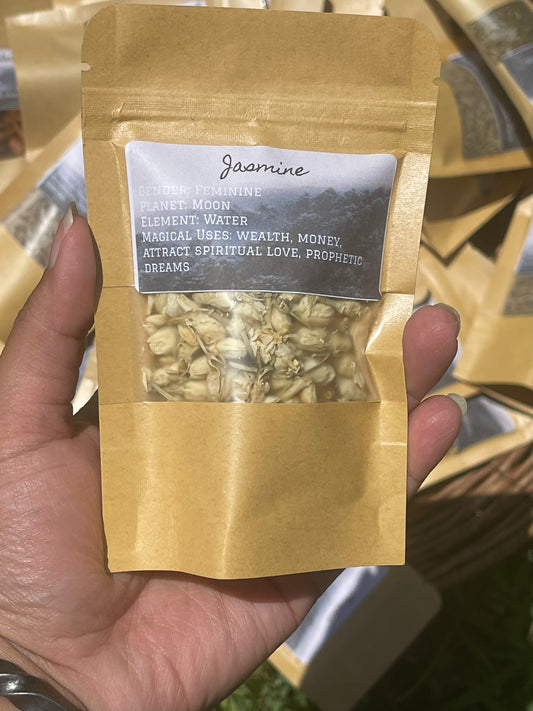 Jasmine
Gender: Feminine
Planet: Moon
Element: Water
Magical Uses: wealth, money,
attract spiritual love, prophetic
dreams